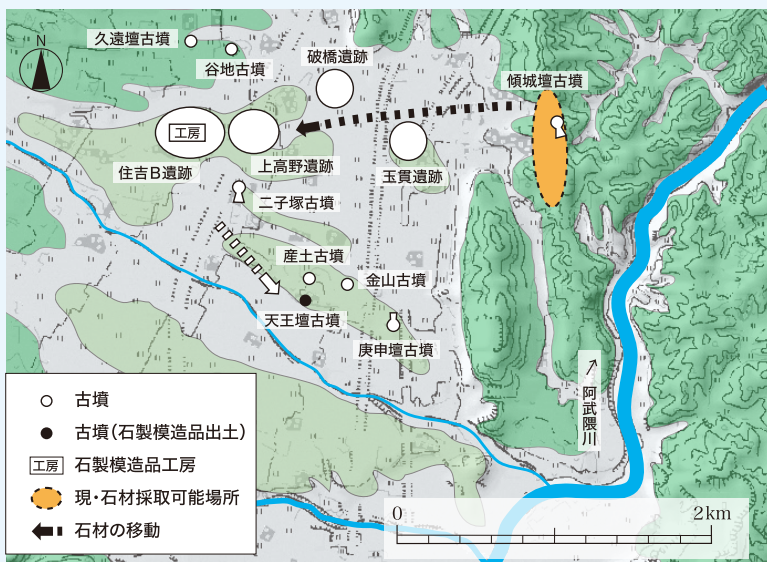 N
久遠壇古墳
谷地古墳
破橋遺跡
傾城壇古墳
工房
住吉B遺跡
上高野遺跡
玉貫遺跡
二子塚古墳
産土古墳
金山古墳
天王壇古墳
庚申壇古墳
阿武隈川
古墳
古墳(石製模造品出土)
工房 石製模造品工房
現・石材採取可能場所
石材の移動
0 2km